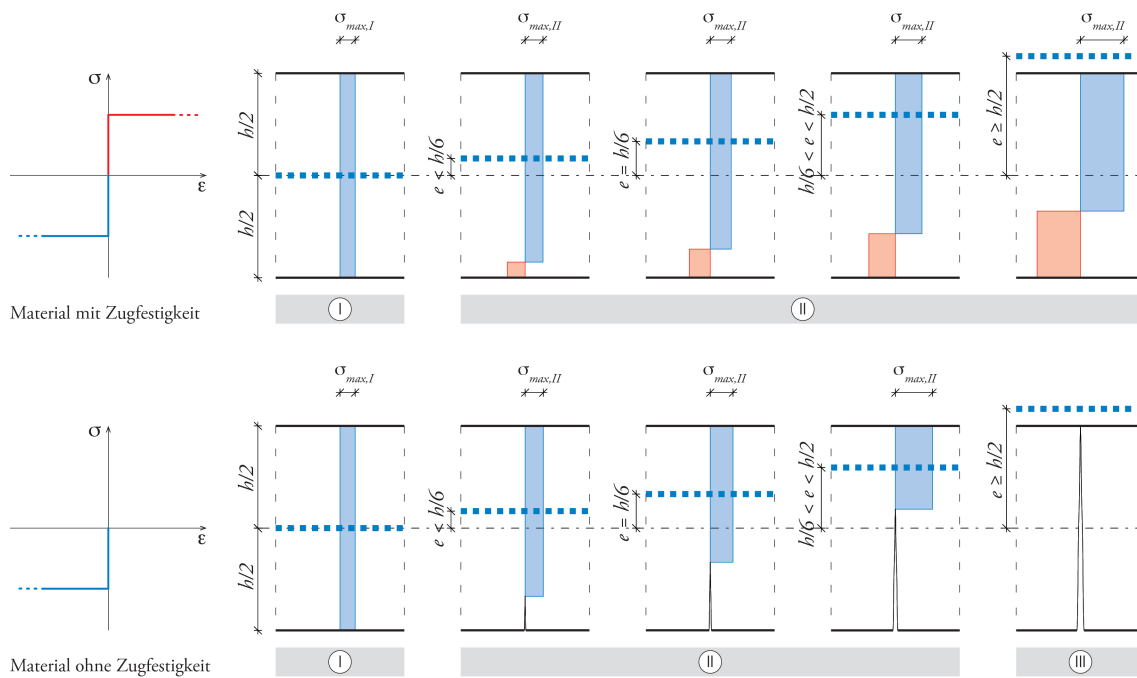 σmax,I
σmax,II
σmax,II
σmax,II
σmax,II
σ
ε
h/2
h/2
e < h/6
e = h/6
h/6 < e < h/2
e ≥ h/2
Material mit Zugfestigkeit
I
II
σmax,I
σmax,II
σmax,II
σmax,II
σ
ε
h/2
h/2
e < h/6
e = h/6
h/6 < e < h/2
e ≥ h/2
Material ohne Zugfestigkeit
I
II
III